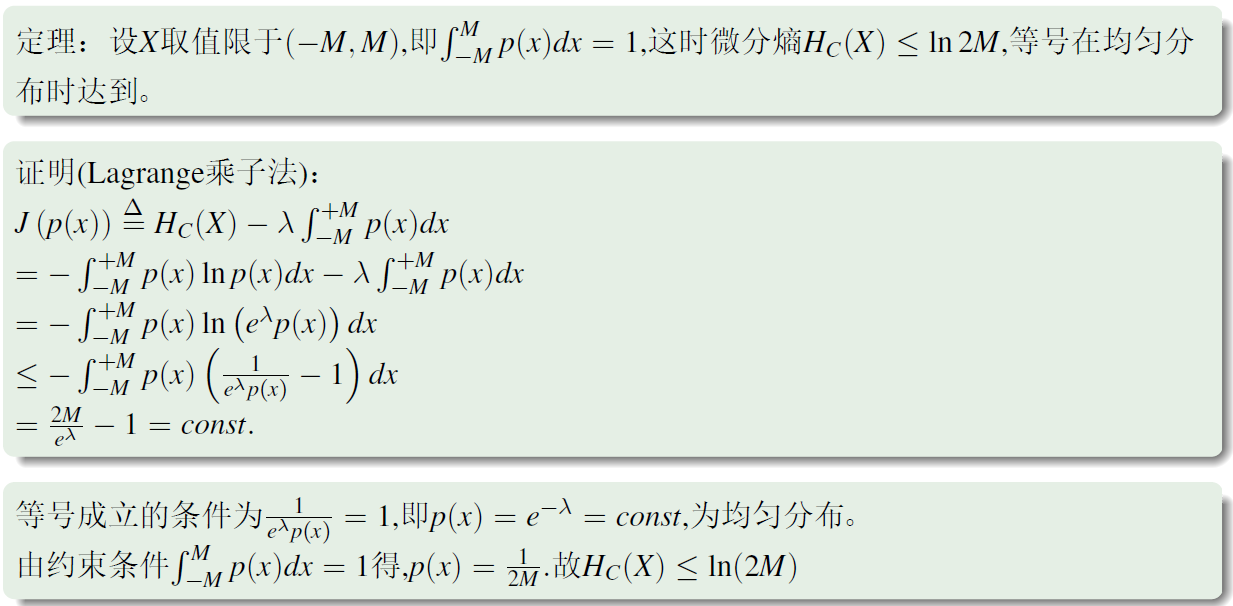 定理：设X取值限于(−M, M),即∫_{−M}^{M} p(x)dx = 1,这时微分熵H_C(X) ≤ ln 2M,等号在均匀分
布时达到。
证明(Lagrange乘子法)：
J (p(x)) ≜ H_C(X) − λ ∫_{−M}^{+M} p(x)dx
= − ∫_{−M}^{+M} p(x) ln p(x)dx − λ ∫_{−M}^{+M} p(x)dx
= − ∫_{−M}^{+M} p(x) ln (e^λ p(x)) dx
≤ − ∫_{−M}^{+M} p(x) (\frac{1}{e^λ p(x)} − 1) dx
= \frac{2M}{e^λ} − 1 = const.
等号成立的条件为\frac{1}{e^λ p(x)} = 1,即p(x) = e^{−λ} = const,为均匀分布。
由约束条件∫_{−M}^{M} p(x)dx = 1得,p(x) = \frac{1}{2M}.故H_C(X) ≤ ln(2M)